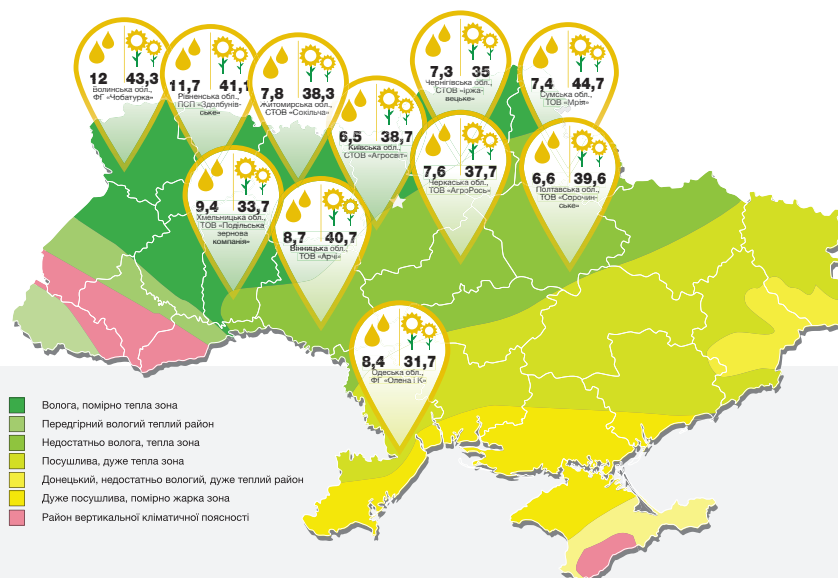 12 43,3
Волинська обл.,
ФГ «Чобатурка»
11,7 41,1
Рівненська обл.,
ПСП «Здолбунів-
ське»
7,8 38,3
Житомирська обл.,
СТОВ «Сокільча»
6,5 38,7
Київська обл.,
СТОВ «Агросвіт»
7,3 35
Чернігівська обл.,
СТОВ «Іржа-
вецьке»
7,4 44,7
Сумська обл.,
ТОВ «Мрія»
9,4 33,7
Хмельницька обл.,
ТОВ «Подільська
зернова
компанія»
8,7 40,7
Вінницька обл.,
ТОВ «Арчі»
7,6 37,7
Черкаська обл.,
ТОВ «АгроРось»
6,6 39,6
Полтавська обл.,
ТОВ «Сорочин-
ське»
8,4 31,7
Одеська обл.,
ФГ «Олена і К»
Волога, помірно тепла зона
Передгірний вологий теплий район
Недостатньо волога, тепла зона
Посушлива, дуже тепла зона
Донецький, недостатньо вологий, дуже теплий район
Дуже посушлива, помірно жарка зона
Район вертикальної кліматичної поясності